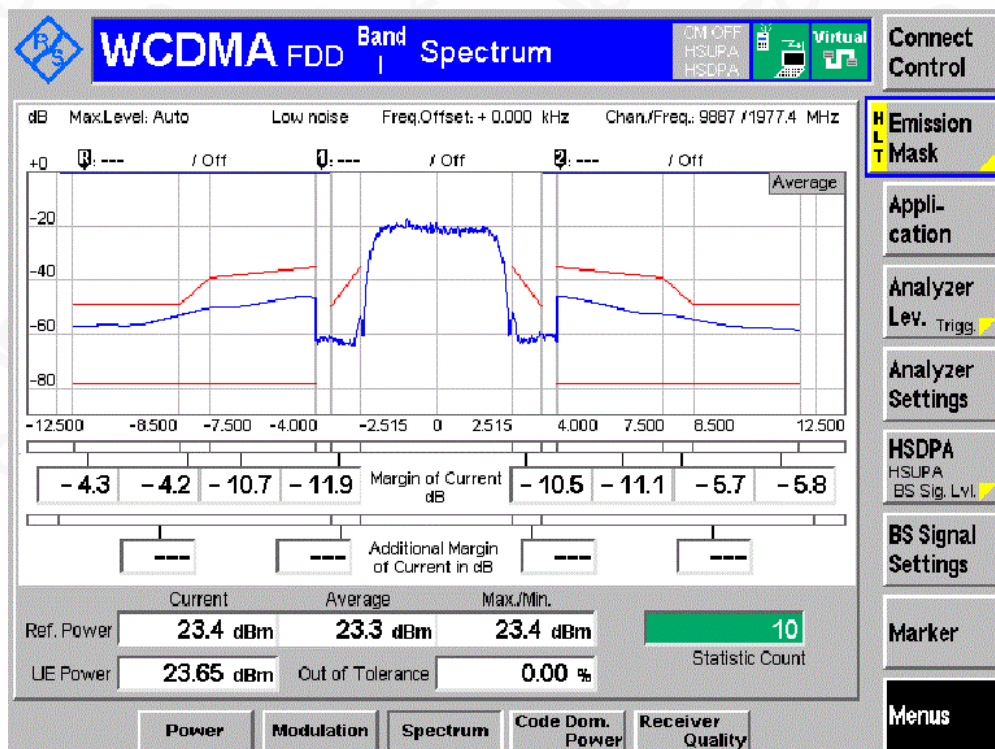 R S
WCDMA FDD Band I Spectrum
CM OFF
HSUPA
HSDPA
Virtual
Connect Control
dB Max.Level: Auto Low noise Freq.Offset: + 0.000 kHz Chan./Freq.: 9887 / 1977.4 MHz
HLT Emission Mask
+0 R: --- / Off 1: --- / Off 2: --- / Off
Average
-20
-40
-60
-80
-12.500 -8.500 -7.500 -4.000 -2.515 0 2.515 4.000 7.500 8.500 12.500
Appli-
cation
Analyzer
Lev. Trigg.
Analyzer
Settings
HSDPA
HSUPA
BS Sig. Lvl.
– 4.3 – 4.2 – 10.7 – 11.9 Margin of Current dB – 10.5 – 11.1 – 5.7 – 5.8
--- --- Additional Margin of Current in dB --- ---
BS Signal
Settings
Current Average Max./Min.
Ref. Power 23.4 dBm 23.3 dBm 23.4 dBm 10
Statistic Count
UE Power 23.65 dBm Out of Tolerance 0.00 %
Marker
Menus
Power Modulation Spectrum Code Dom. Power Receiver Quality